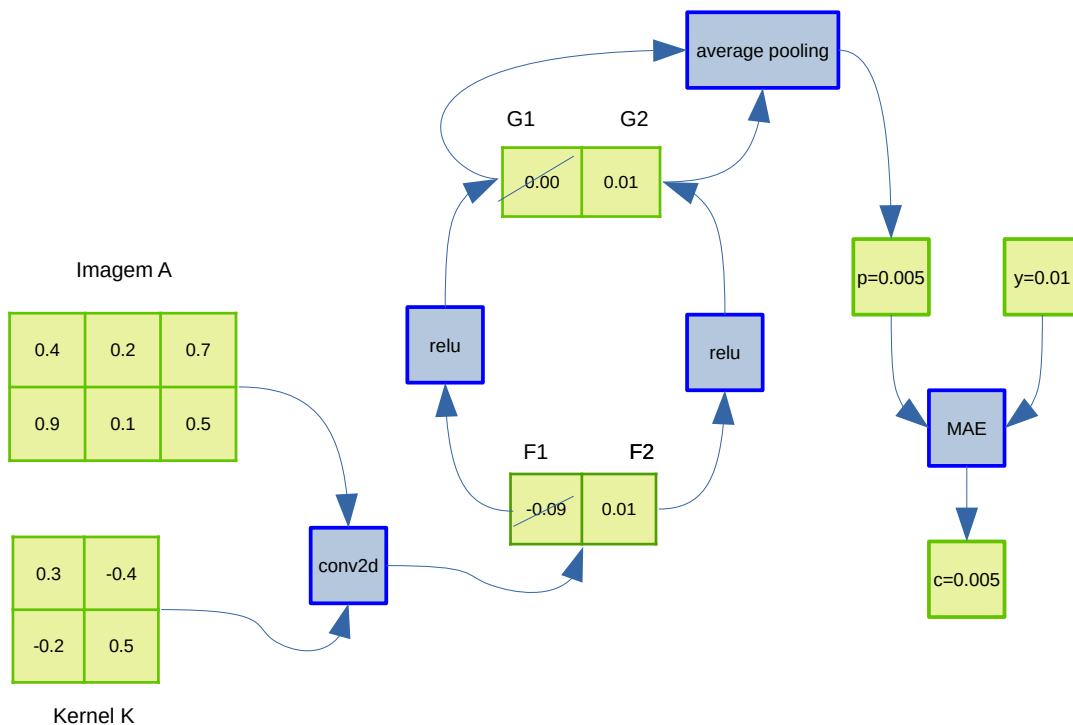 average pooling
G1 G2
0.00 0.01
Imagem A
p=0.005 y=0.01
0.4 0.2 0.7
relu relu
0.9 0.1 0.5
MAE
F1 F2
-0.09 0.01
0.3 -0.4
conv2d
c=0.005
-0.2 0.5
Kernel K